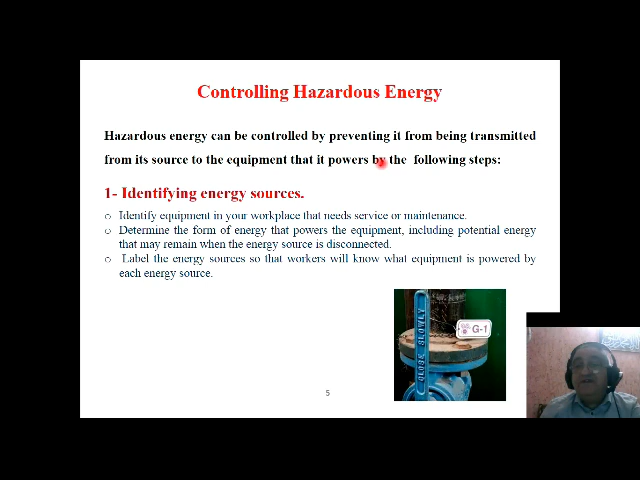 Controlling Hazardous Energy
Hazardous energy can be controlled by preventing it from being transmitted
from its source to the equipment that it powers by the following steps:
1- Identifying energy sources.
o Identify equipment in your workplace that needs service or maintenance.
o Determine the form of energy that powers the equipment, including potential energy
that may remain when the energy source is disconnected.
o Label the energy sources so that workers will know what equipment is powered by
each energy source.
CLOSE SLOWLY
G-1
5